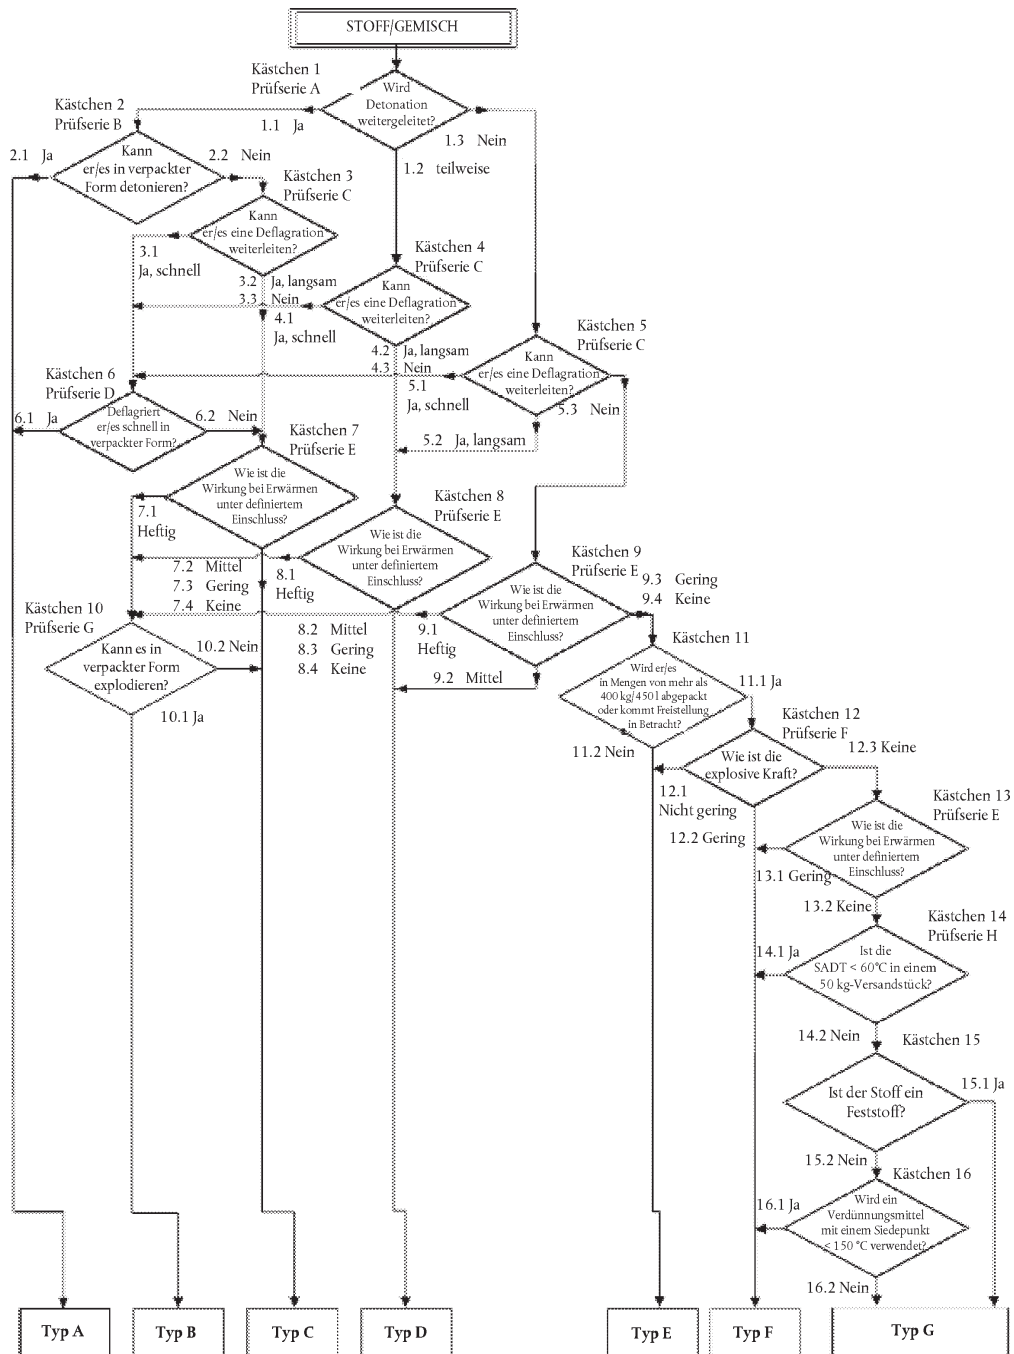 STOFF/GEMISCH
Kästchen 1
Prüfserie A
Wird
Detonation
weitergeleitet?
1.1 Ja
1.2 teilweise
1.3 Nein
Kästchen 2
Prüfserie B
Kann
er/es in verpackter
Form detonieren?
2.1 Ja
2.2 Nein
Kästchen 3
Prüfserie C
Kann
er/es eine Deflagration
weiterleiten?
3.1
Ja, schnell
3.2 Ja, langsam
3.3 Nein
Kästchen 4
Prüfserie C
Kann
er/es eine Deflagration
weiterleiten?
4.1
Ja, schnell
4.2 Ja, langsam
4.3 Nein
Kästchen 5
Prüfserie C
Kann
er/es eine Deflagration
weiterleiten?
5.1
Ja, schnell
5.2 Ja, langsam
5.3 Nein
Kästchen 6
Prüfserie D
Deflagriert
er/es schnell in
verpackter Form?
6.1 Ja
6.2 Nein
Kästchen 7
Prüfserie E
Wie ist die
Wirkung bei Erwärmen
unter definiertem
Einschluss?
7.1
Heftig
7.2 Mittel
7.3 Gering
7.4 Keine
Kästchen 8
Prüfserie E
Wie ist die
Wirkung bei Erwärmen
unter definiertem
Einschluss?
8.1
Heftig
8.2 Mittel
8.3 Gering
8.4 Keine
Kästchen 9
Prüfserie E
Wie ist die
Wirkung bei Erwärmen
unter definiertem
Einschluss?
9.1
Heftig
9.2 Mittel
9.3 Gering
9.4 Keine
Kästchen 10
Prüfserie G
Kann es in
verpackter Form
explodieren?
10.1 Ja
10.2 Nein
Kästchen 11
Wird er/es
in Mengen von mehr als
400 kg/450 l abgepackt
oder kommt Freistellung
in Betracht?
11.1 Ja
11.2 Nein
Kästchen 12
Prüfserie F
Wie ist die
explosive Kraft?
12.1
Nicht gering
12.2 Gering
12.3 Keine
Kästchen 13
Prüfserie E
Wie ist die
Wirkung bei Erwärmen
unter definiertem
Einschluss?
13.1 Gering
13.2 Keine
Kästchen 14
Prüfserie H
Ist die
SADT < 60°C in einem
50 kg-Versandstück?
14.1 Ja
14.2 Nein
Kästchen 15
Ist der Stoff ein
Feststoff?
15.1 Ja
15.2 Nein
Kästchen 16
Wird ein
Verdünnungsmittel
mit einem Siedepunkt
< 150 °C verwendet?
16.1 Ja
16.2 Nein
Typ A
Typ B
Typ C
Typ D
Typ E
Typ F
Typ G